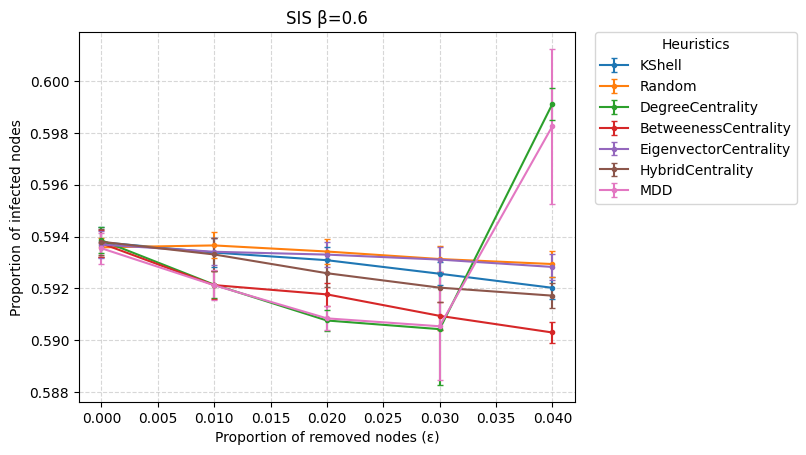 SIS β=0.6
Proportion of infected nodes
0.600
0.598
0.596
0.594
0.592
0.590
0.588
0.000
0.005
0.010
0.015
0.020
0.025
0.030
0.035
0.040
Proportion of removed nodes (ε)
Heuristics
KShell
Random
DegreeCentrality
BetweenessCentrality
EigenvectorCentrality
HybridCentrality
MDD